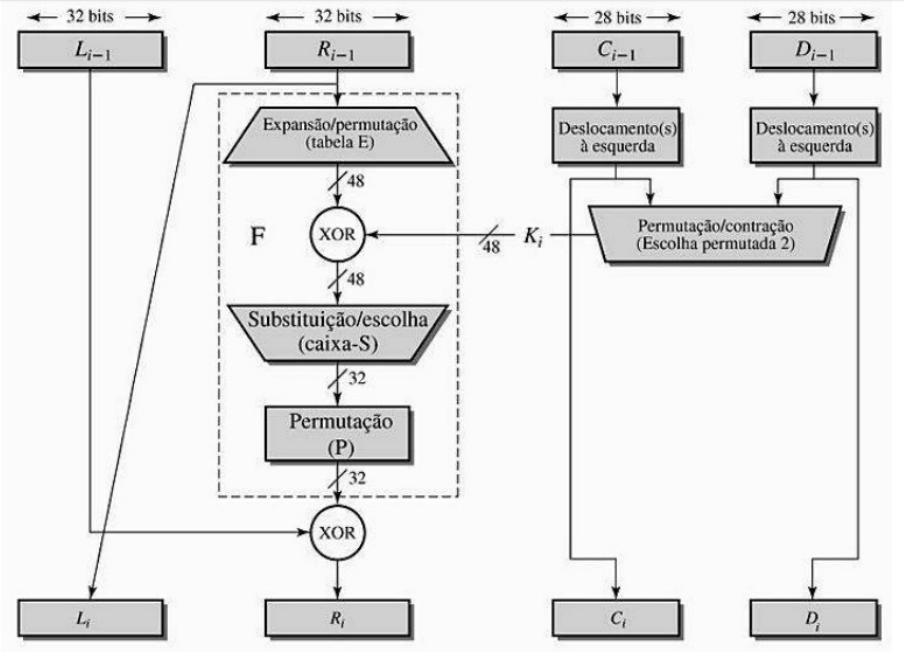 32 bits
32 bits
28 bits
28 bits
L_{i-1}
R_{i-1}
C_{i-1}
D_{i-1}
Expansão/permutação
(tabela E)
Deslocamento(s)
à esquerda
Deslocamento(s)
à esquerda
48
F
XOR
48
K_i
Permutação/contração
(Escolha permutada 2)
48
Substituição/escolha
(caixa-S)
32
Permutação
(P)
32
XOR
L_i
R_i
C_i
D_i